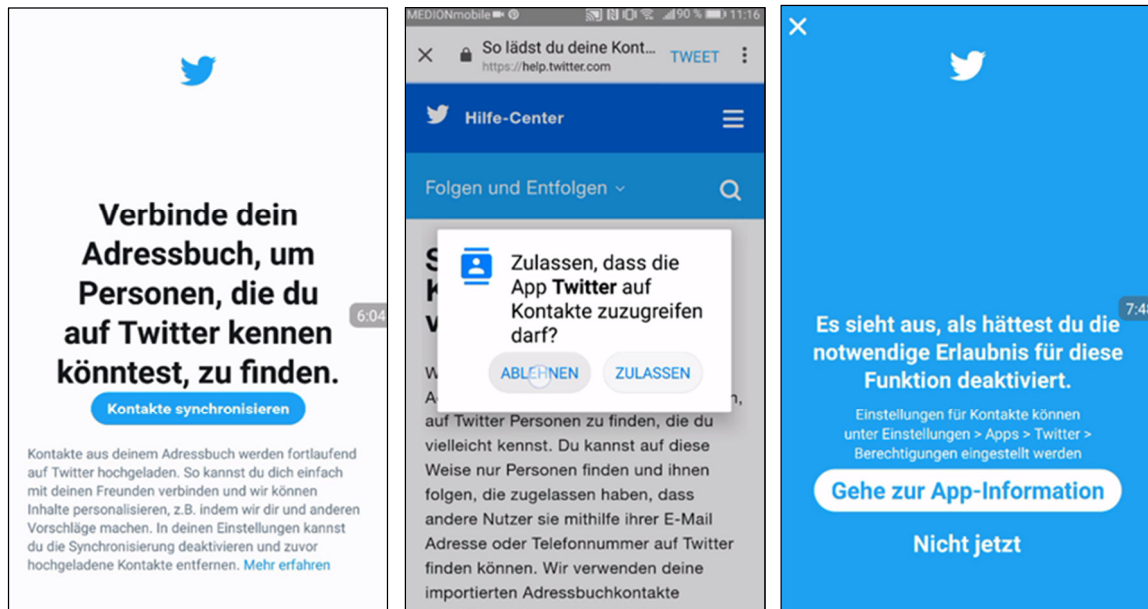 Verbinde dein
Adressbuch, um
Personen, die du
auf Twitter kennen
könntest, zu finden.
6:04
Kontakte synchronisieren
Kontakte aus deinem Adressbuch werden fortlaufend
auf Twitter hochgeladen. So kannst du dich einfach
mit deinen Freunden verbinden und wir können
Inhalte personalisieren, z.B. indem wir dir und anderen
Vorschläge machen. In deinen Einstellungen kannst
du die Synchronisierung deaktivieren und zuvor
hochgeladene Kontakte entfernen. Mehr erfahren
MEDIONmobile 90 % 11:16
So lädst du deine Kont... TWEET
https://help.twitter.com
Hilfe-Center
Folgen und Entfolgen
Zulassen, dass die
App Twitter auf
Kontakte zuzugreifen
darf?
ABLEHNEN ZULASSEN
auf Twitter Personen zu finden, die du
vielleicht kennst. Du kannst auf diese
Weise nur Personen finden und ihnen
folgen, die zugelassen haben, dass
andere Nutzer sie mithilfe ihrer E-Mail
Adresse oder Telefonnummer auf Twitter
finden können. Wir verwenden deine
importierten Adressbuchkontakte
7:48
Es sieht aus, als hättest du die
notwendige Erlaubnis für diese
Funktion deaktiviert.
Einstellungen für Kontakte können
unter Einstellungen > Apps > Twitter >
Berechtigungen eingestellt werden
Gehe zur App-Information
Nicht jetzt